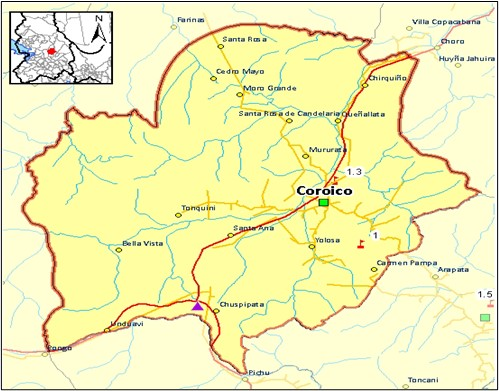 N
Farinas
Villa Copacabana
Santa Rosa
Choro
Huyña Jahuira
Cedro Mayo
Chirquiño
Moro Grande
Santa Rosa de Candelaria
Queñallata
Mururata
1.3
Coroico
Tonquini
Santa Ana
1
Bella Vista
Yolosa
Carmen Pampa
Arapata
1.5
Chuspipata
Unduavi
Pongo
Pichu
Toncani